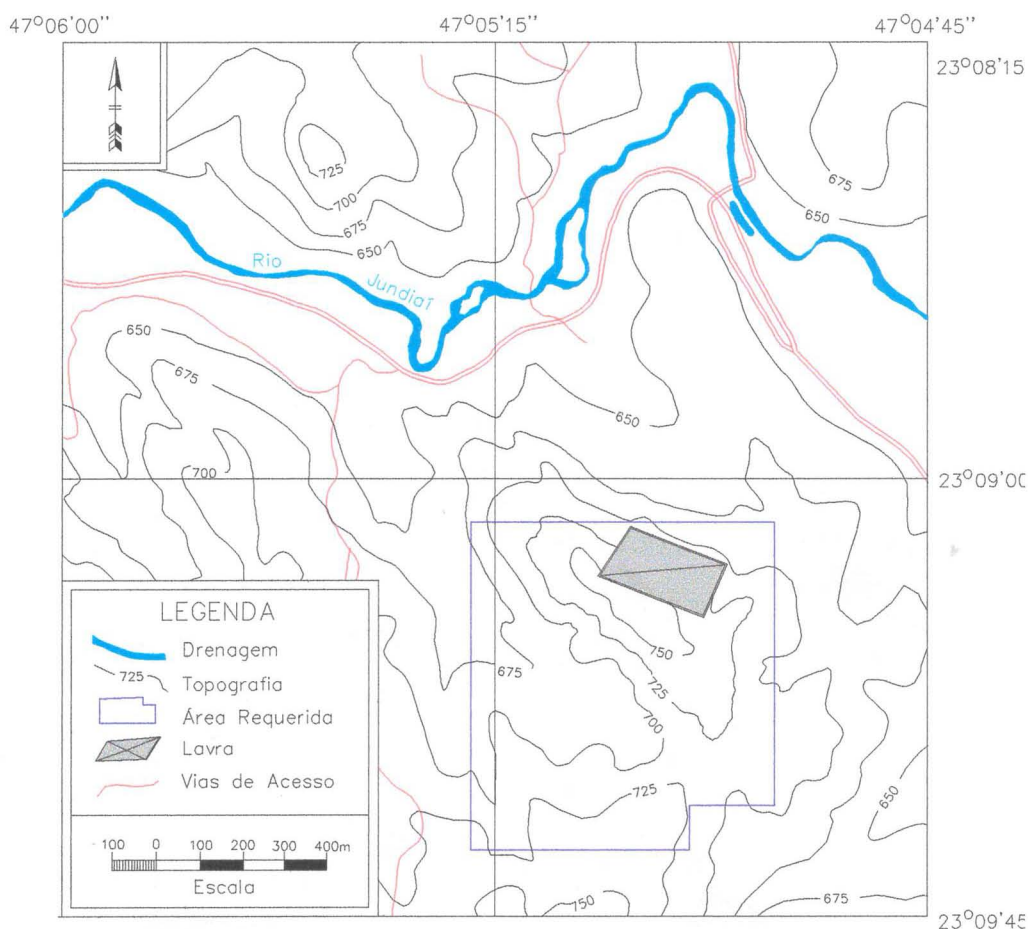 47°06'00'' 47°05'15'' 47°04'45''
23°08'15
725
700
675
650
675
650
Rio Jundiaí
650
675
700
650
23°09'00
750
725
700
675
725
650
750
675
23°09'45
LEGENDA
Drenagem
725 Topografia
Área Requerida
Lavra
Vias de Acesso
100 0 100 200 300 400m
Escala